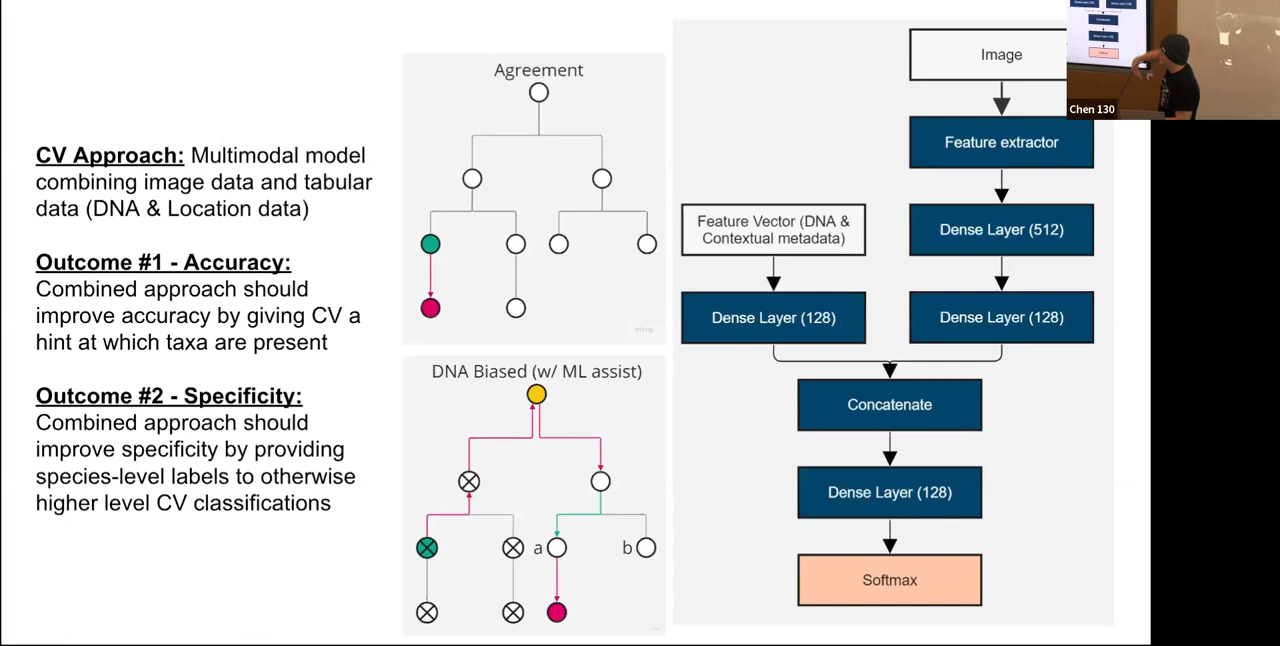 CV Approach: Multimodal model
combining image data and tabular
data (DNA & Location data)
Outcome #1 - Accuracy:
Combined approach should
improve accuracy by giving CV a
hint at which taxa are present
Outcome #2 - Specificity:
Combined approach should
improve specificity by providing
species-level labels to otherwise
higher level CV classifications
Agreement
miro
DNA Biased (w/ ML assist)
a
b
Image
Feature extractor
Dense Layer (512)
Feature Vector (DNA &
Contextual metadata)
Dense Layer (128)
Dense Layer (128)
Concatenate
Dense Layer (128)
Softmax
Chen 130